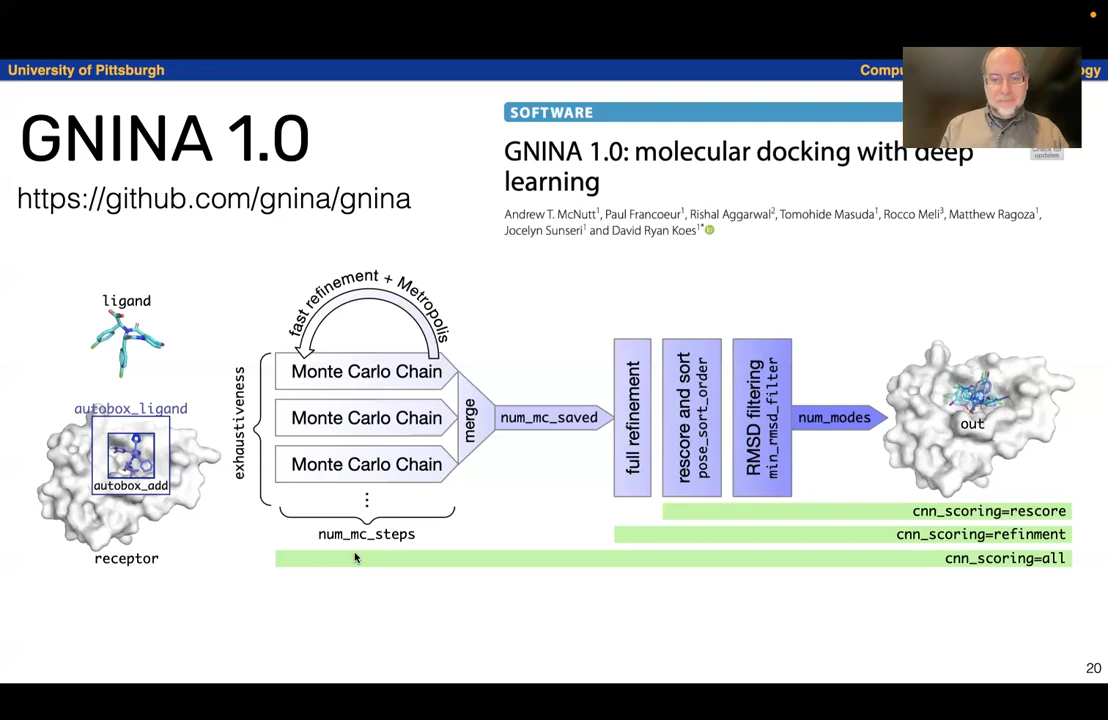 University of Pittsburgh
Compu
ogy
GNINA 1.0
https://github.com/gnina/gnina
SOFTWARE
GNINA 1.0: molecular docking with deep
learning
updates
Andrew T. McNutt1, Paul Francoeur1, Rishal Aggarwal2, Tomohide Masuda1, Rocco Meli3, Matthew Ragoza1,
Jocelyn Sunseri1 and David Ryan Koes1*
ligand
autobox_ligand
autobox_add
receptor
exhaustiveness
fast refinement + Metropolis
Monte Carlo Chain
Monte Carlo Chain
Monte Carlo Chain
⋮
num_mc_steps
merge
num_mc_saved
full refinement
rescore and sort
pose_sort_order
RMSD filtering
min_rmsd_filter
num_modes
out
cnn_scoring=rescore
cnn_scoring=refinment
cnn_scoring=all
20